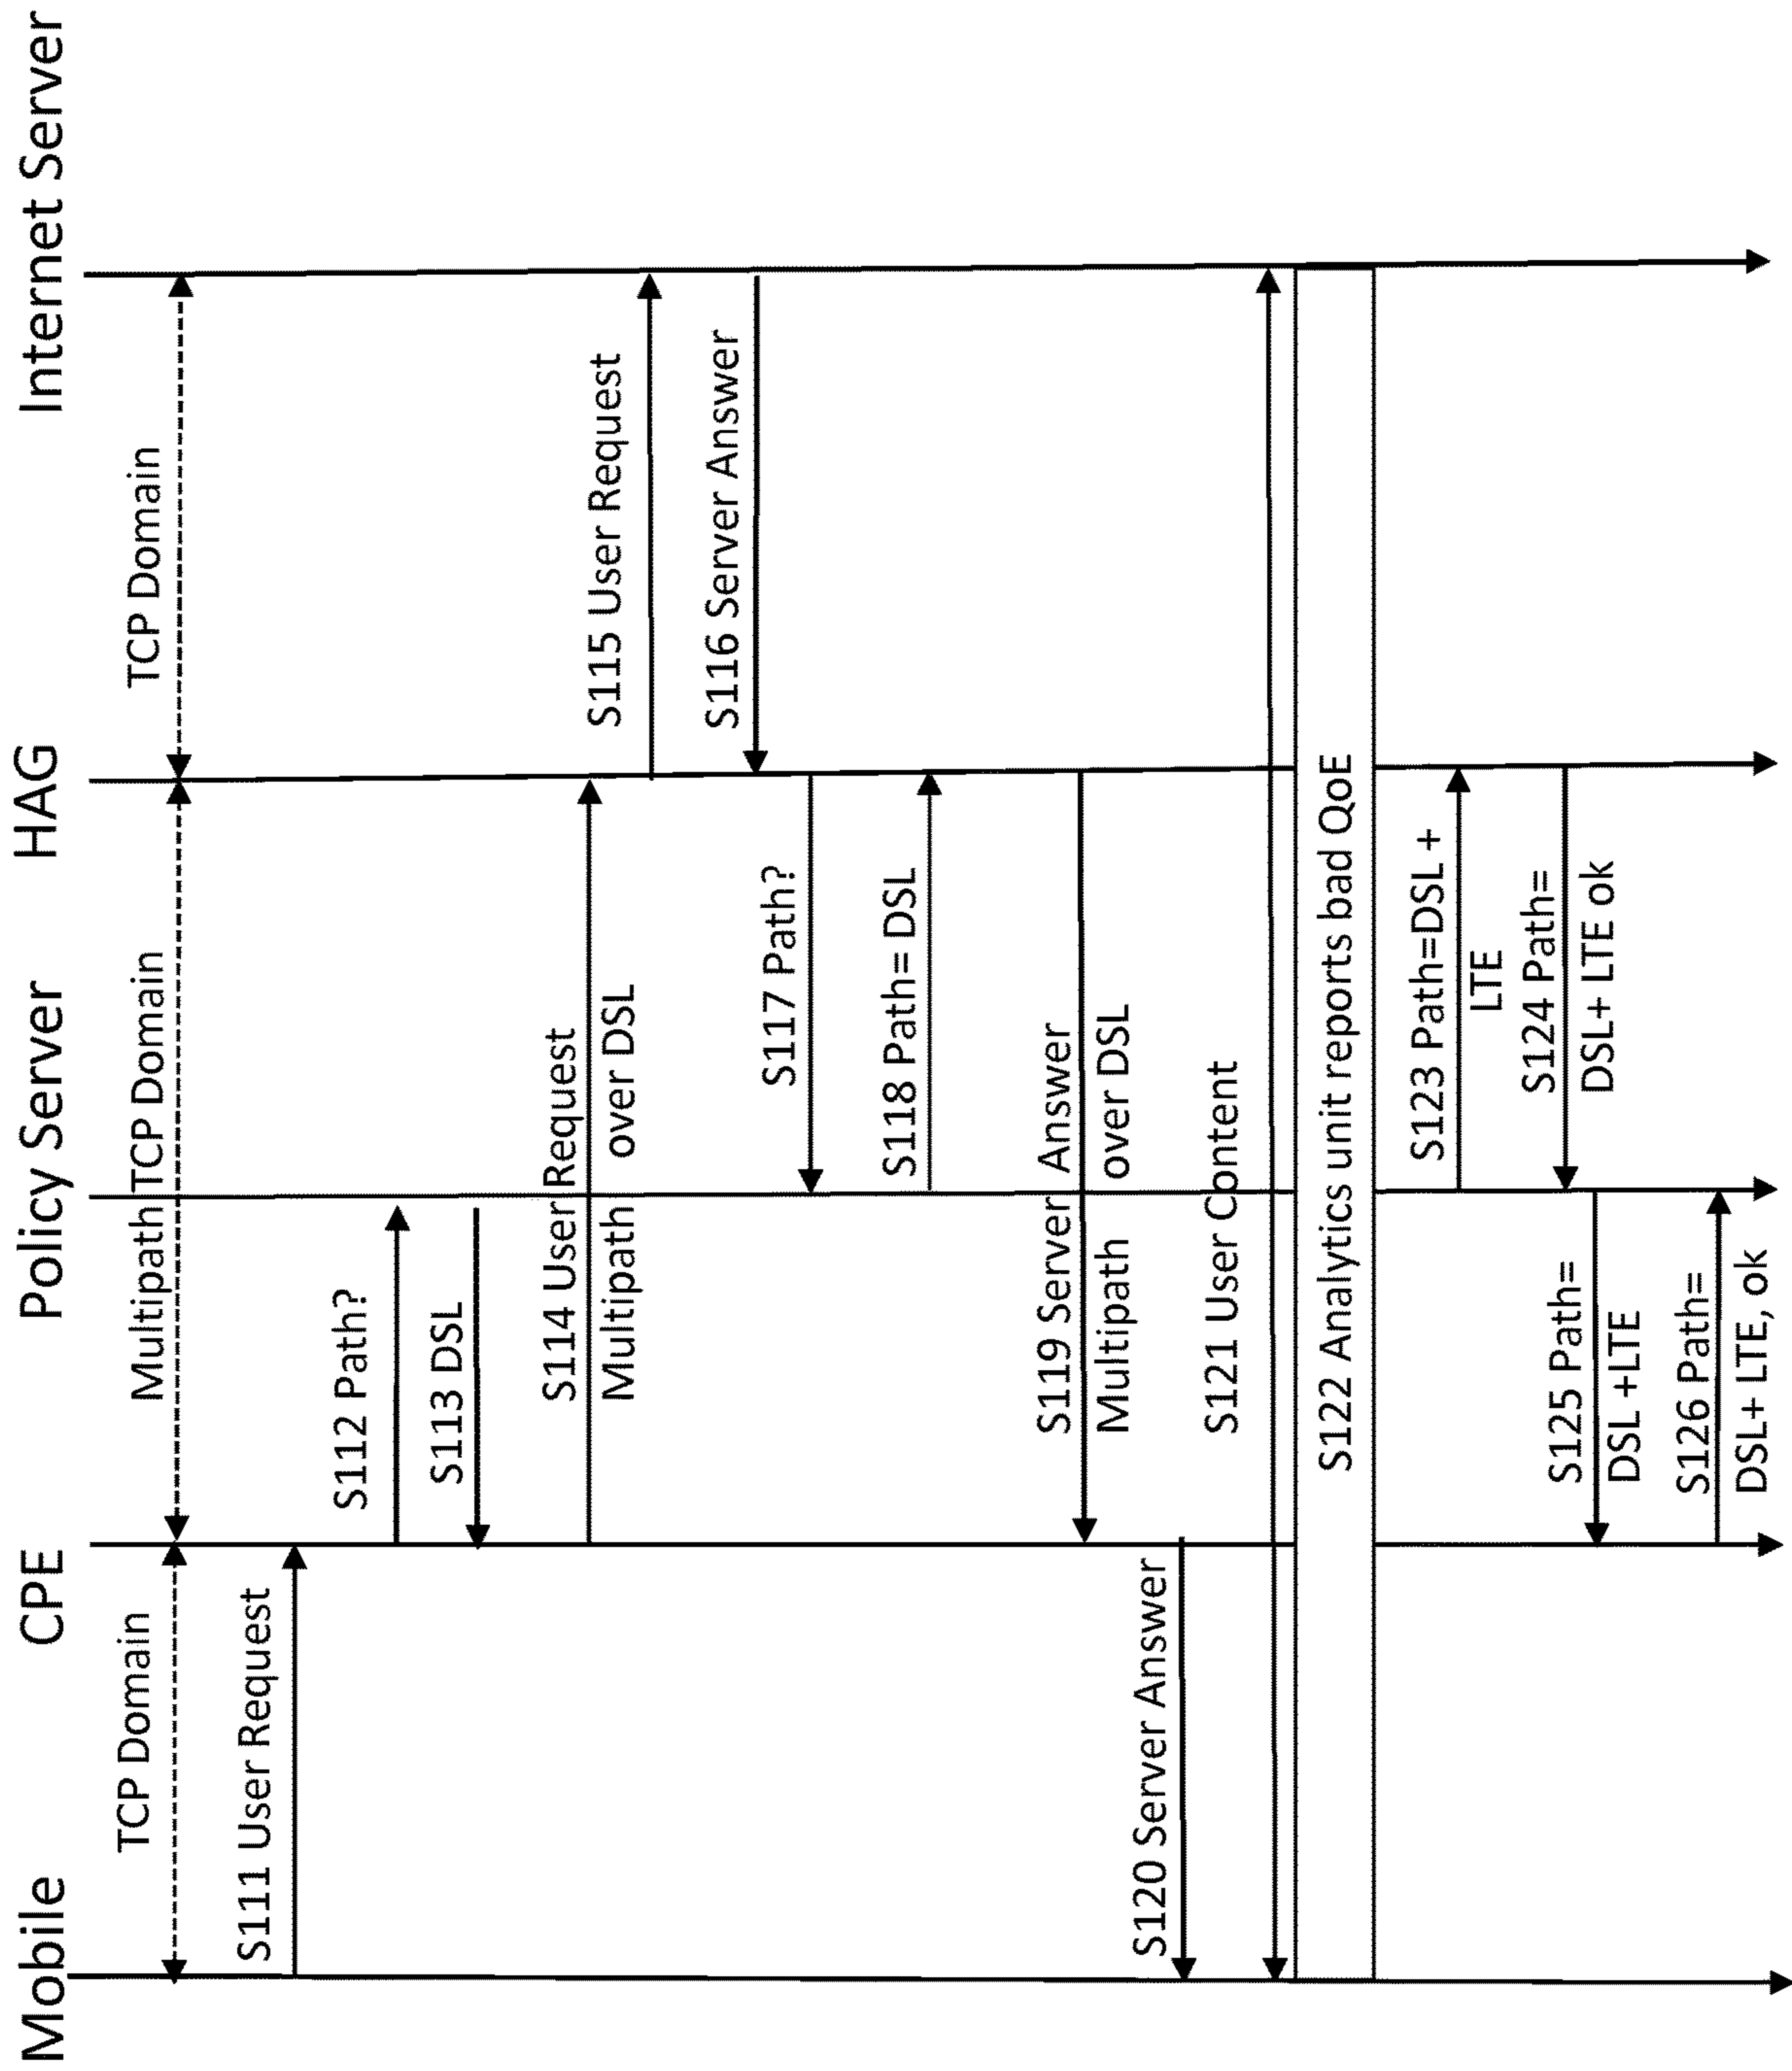 Mobile
CPE
Policy Server
HAG
Internet Server
TCP Domain
Multipath TCP Domain
TCP Domain
S111 User Request
S112 Path?
S113 DSL
S114 User Request
Multipath over DSL
S115 User Request
S116 Server Answer
S117 Path?
S118 Path= DSL
S119 Server Answer
Multipath over DSL
S120 Server Answer
S121 User Content
S122 Analytics unit reports bad QoE
S123 Path=DSL +
LTE
S124 Path=
DSL+ LTE ok
S125 Path=
DSL +LTE
S126 Path=
DSL+ LTE, ok